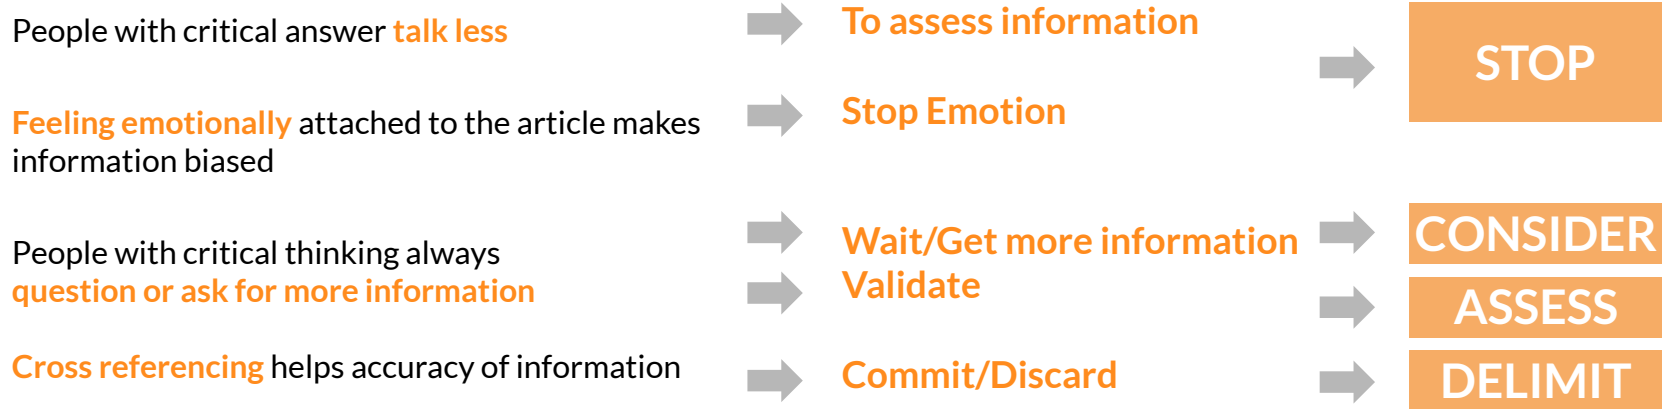 People with critical answer talk less
To assess information
STOP
Feeling emotionally attached to the article makes
information biased
Stop Emotion
People with critical thinking always
question or ask for more information
Wait/Get more information
Validate
CONSIDER
ASSESS
Cross referencing helps accuracy of information
Commit/Discard
DELIMIT